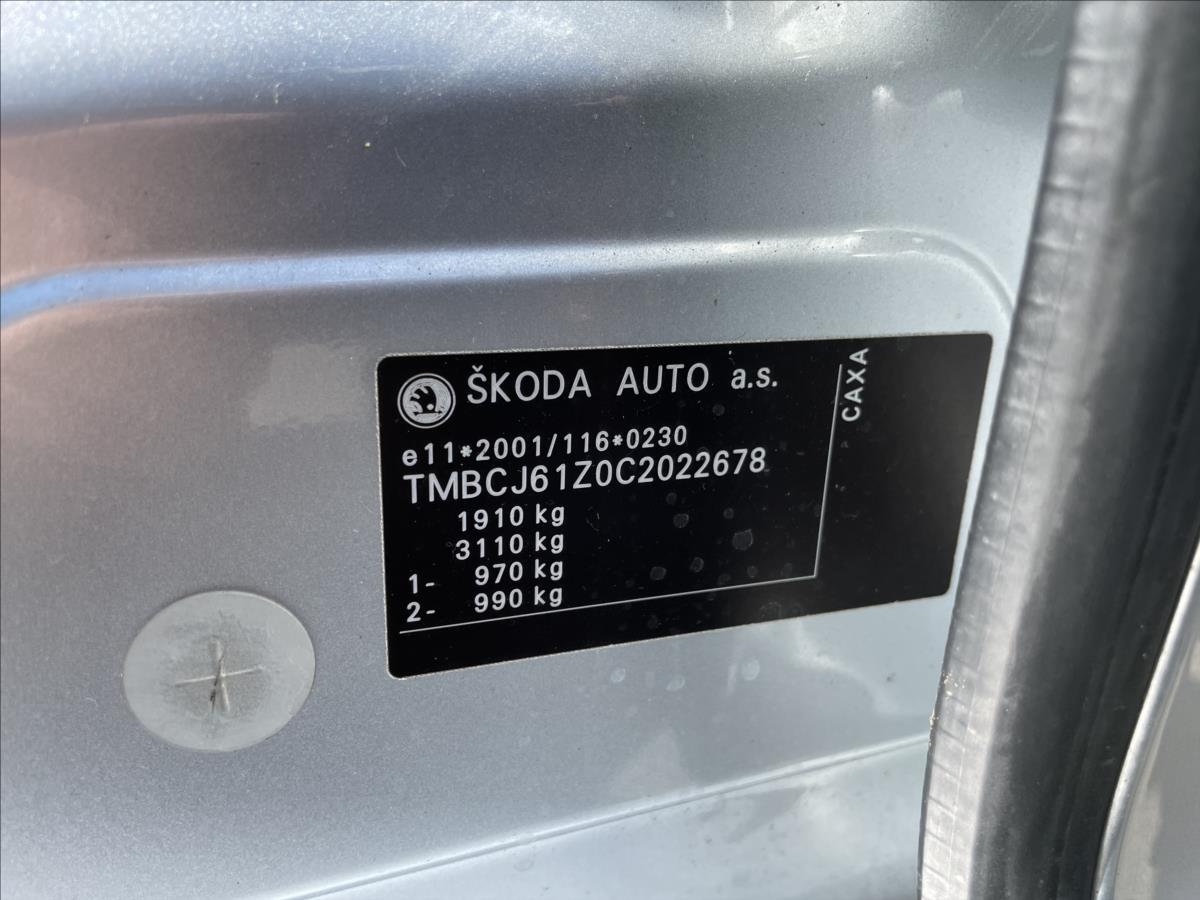 ŠKODA AUTO a.s.
e11*2001/116*0230
TMBCJ61Z0C2022678
1910 kg
3110 kg
1- 970 kg
2- 990 kg
CAXA